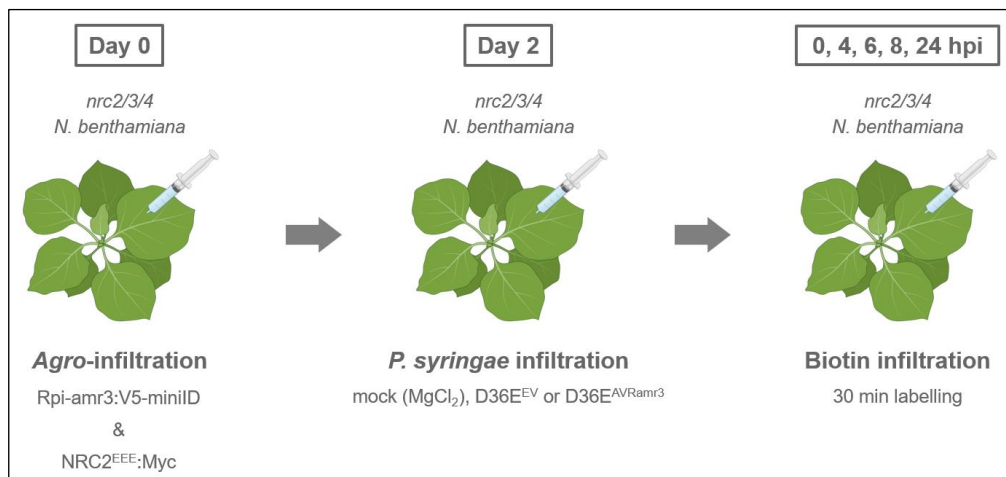 Day 0
nrc2/3/4
N. benthamiana
Agro-infiltration
Rpi-amr3:V5-miniID
&
NRC2EEE:Myc
Day 2
nrc2/3/4
N. benthamiana
P. syringae infiltration
mock (MgCl2), D36EEV or D36EAVRamr3
0, 4, 6, 8, 24 hpi
nrc2/3/4
N. benthamiana
Biotin infiltration
30 min labelling